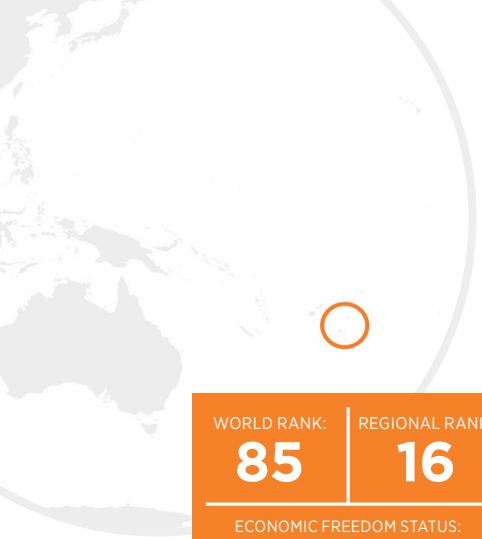 WORLD RANK:
REGIONAL RANK
85
16
ECONOMIC FREEDOM STATUS: